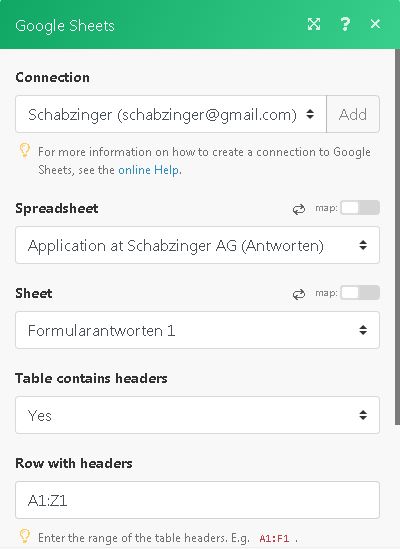 Google Sheets ?
Connection
Schabzinger (schabzinger@gmail.com) Add
For more information on how to create a connection to Google
Sheets, see the online Help.
Spreadsheet map:
Application at Schabzinger AG (Antworten)
Sheet map:
Formularantworten 1
Table contains headers
Yes
Row with headers
A1:Z1
Enter the range of the table headers. E.g. A1:F1 .